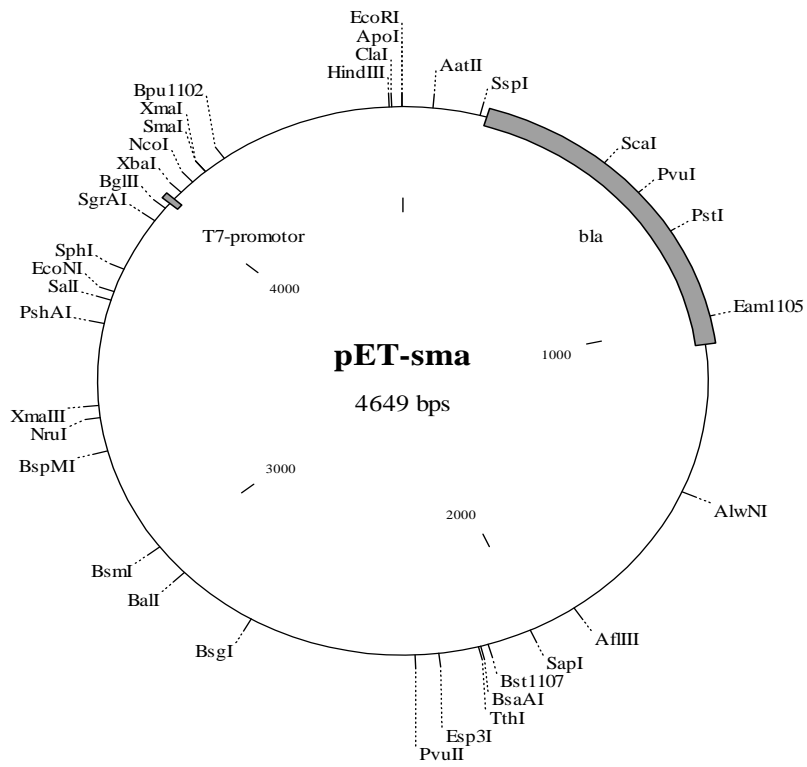 EcoRI
ApoI
ClaI
HindIII
AatII
SspI
Bpu1102
XmaI
SmaI
NcoI
XbaI
BglII
SgrAI
ScaI
PvuI
PstI
T7-promotor
bla
SphI
EcoNI
SalI
PshAI
4000
Eam1105
1000
pET-sma
4649 bps
XmaIII
NruI
BspMI
3000
2000
AlwNI
BsmI
BalI
BsgI
AflIII
SapI
Bst1107
BsaAI
TthI
Esp3I
PvuII